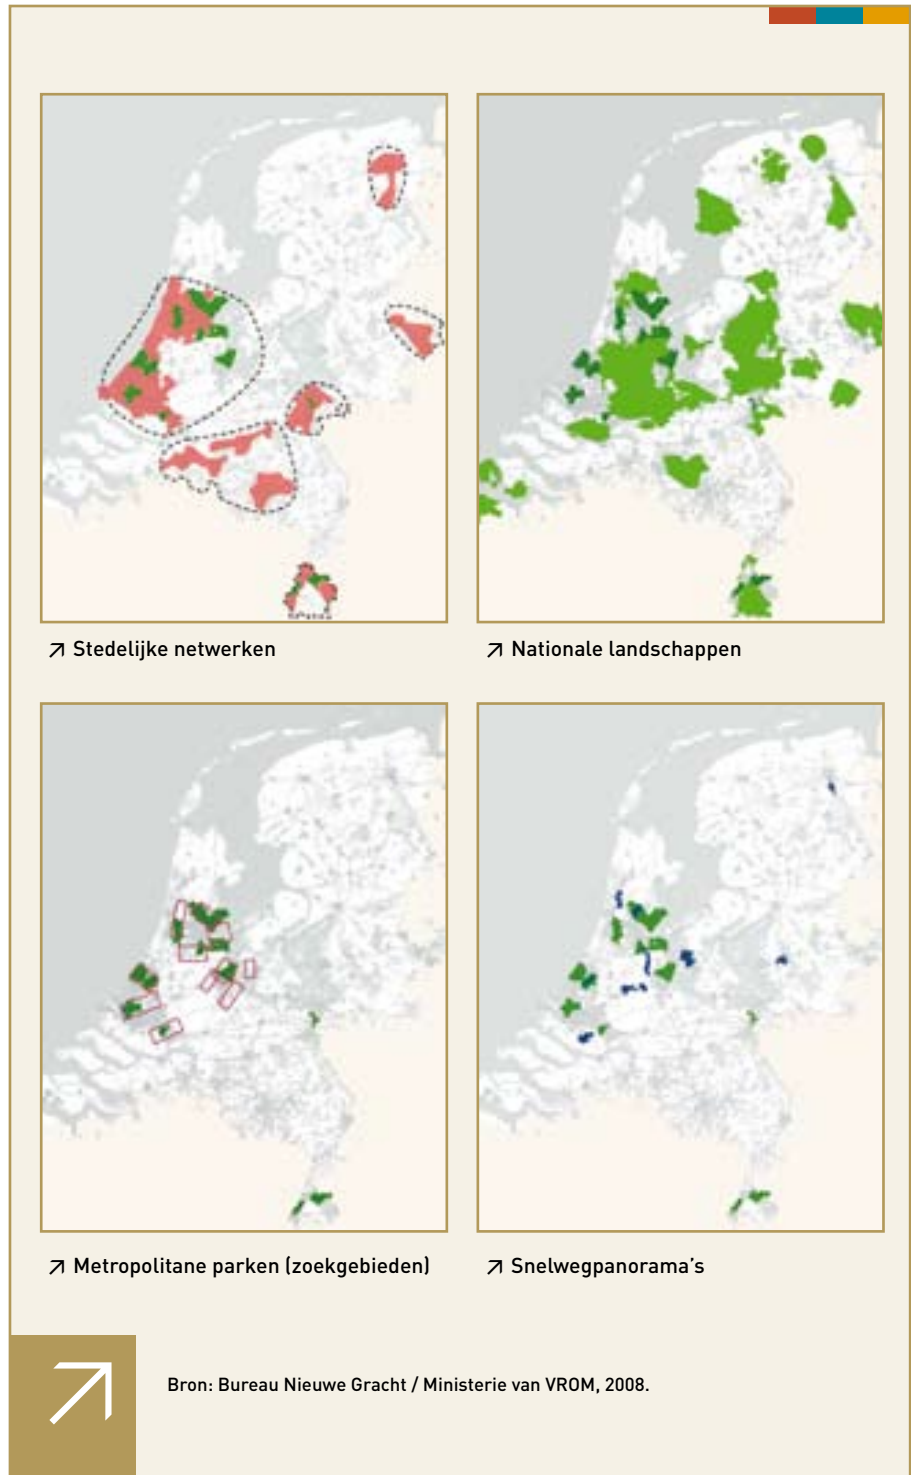 Stedelijke netwerken
Nationale landschappen
Metropolitane parken (zoekgebieden)
Snelwegpanorama's
Bron: Bureau Nieuwe Gracht / Ministerie van VROM, 2008.